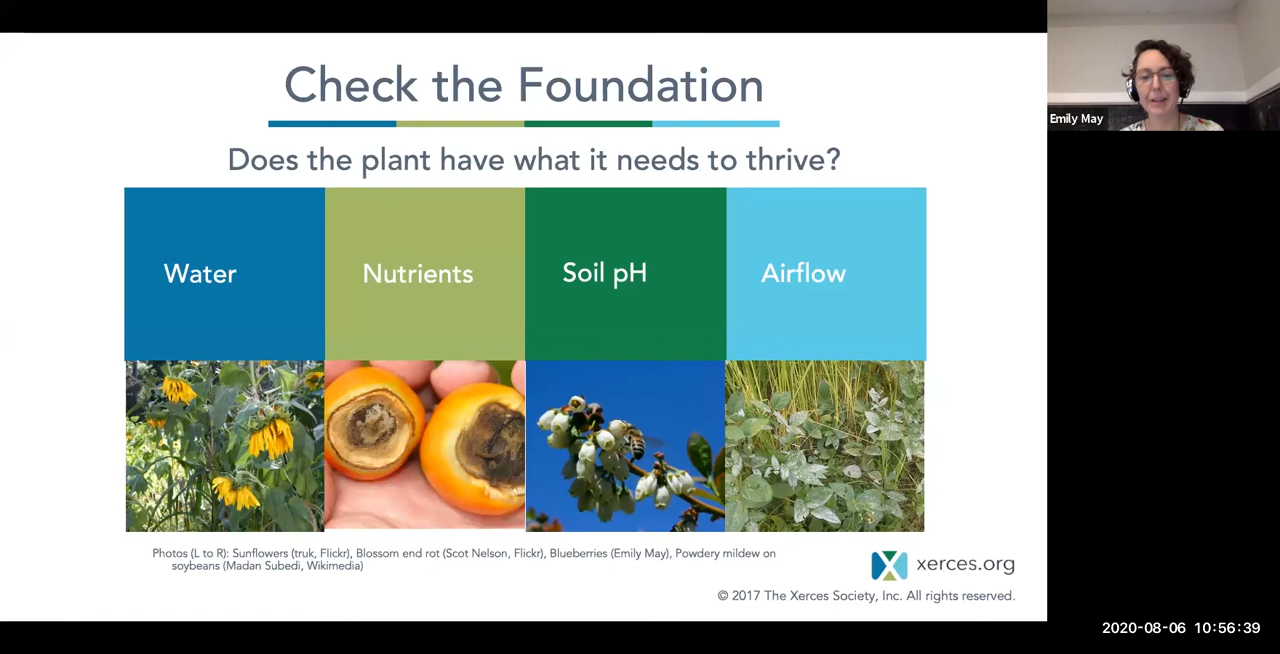 Check the Foundation
Does the plant have what it needs to thrive?
Water
Nutrients
Soil pH
Airflow
Photos (L to R): Sunflowers (truk, Flickr), Blossom end rot (Scot Nelson, Flickr), Blueberries (Emily May), Powdery mildew on
soybeans (Madan Subedi, Wikimedia)
xerces.org
© 2017 The Xerces Society, Inc. All rights reserved.
Emily May
2020-08-06 10:56:39